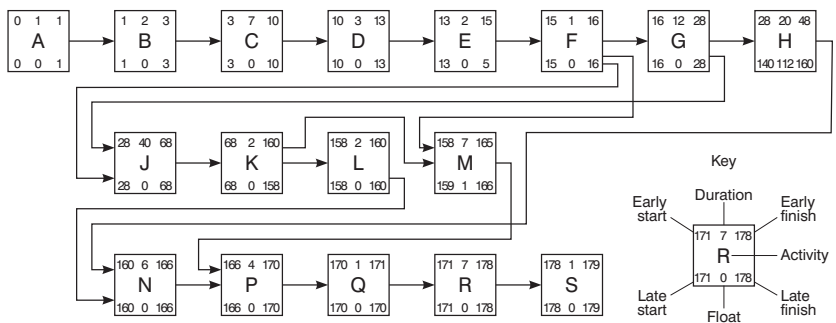 0 1 1
A
0 0 1
1 2 3
B
1 0 3
3 7 10
C
3 0 10
10 3 13
D
10 0 13
13 2 15
E
13 0 5
15 1 16
F
15 0 16
16 12 28
G
16 0 28
28 20 48
H
140 112 160
28 40 68
J
28 0 68
68 2 160
K
68 0 158
158 2 160
L
158 0 160
158 7 165
M
159 1 166
160 6 166
N
160 0 166
166 4 170
P
166 0 170
170 1 171
Q
170 0 170
171 7 178
R
171 0 178
178 1 179
S
178 0 179
Key
Duration
Early start
Early finish
171 7 178
R
Activity
171 0 178
Late start
Late finish
Float